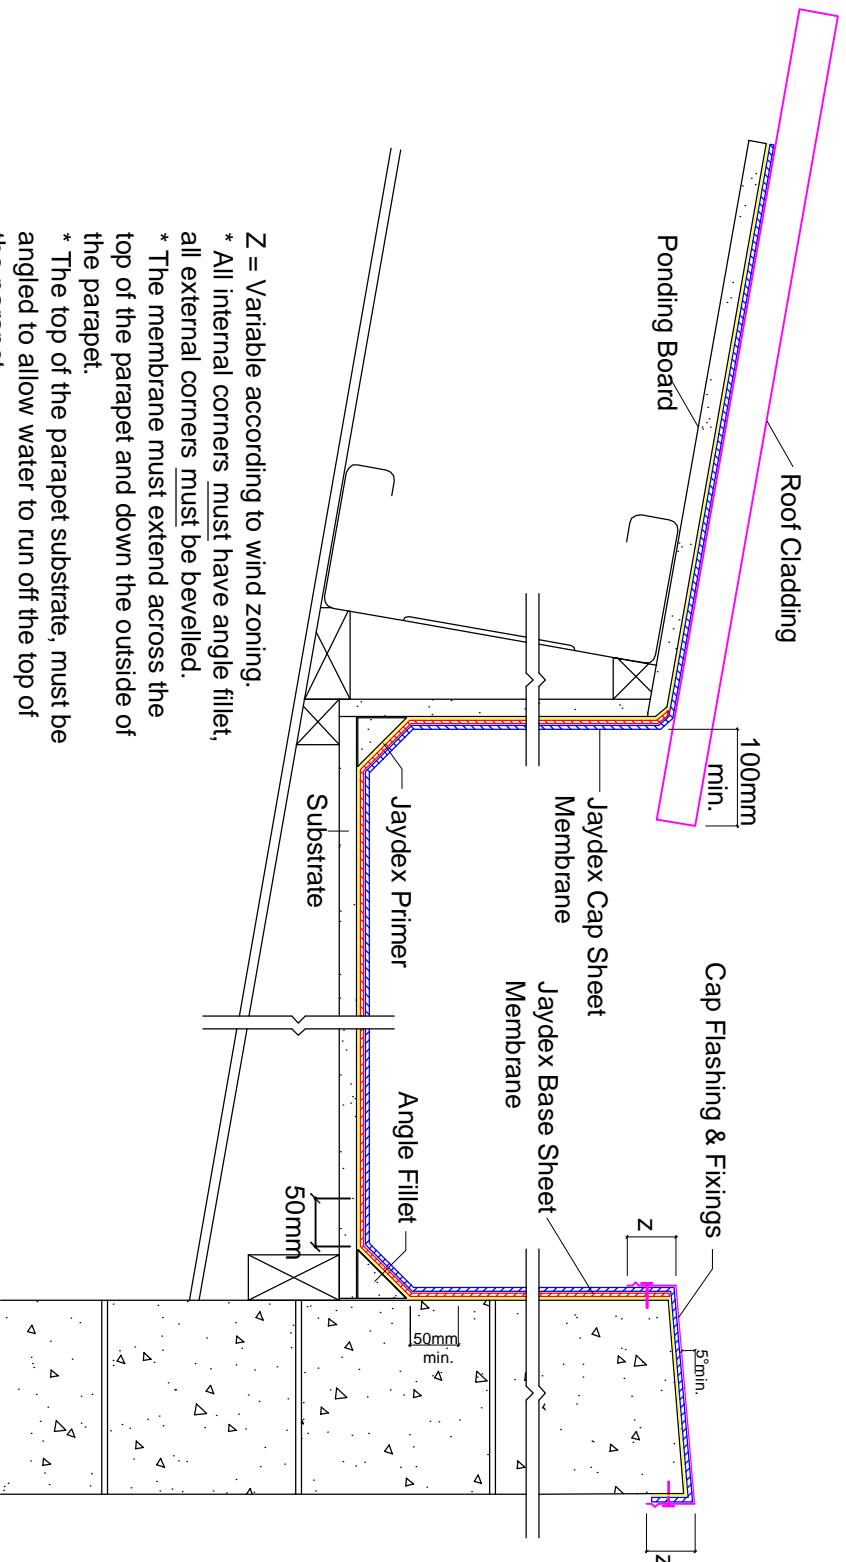 Roof Cladding
Ponding Board
100mm
min.
Jaydex Cap Sheet
Membrane
Jaydex Primer
Substrate
Cap Flashing & Fixings
Jaydex Base Sheet
Membrane
Angle Fillet
50mm
50mm
min.
Z
5°min.
Z
Z = Variable according to wind zoning.
* All internal corners must have angle fillet,
all external corners must be bevelled.
* The membrane must extend across the
top of the parapet and down the outside of
the parapet.
* The top of the parapet substrate, must be
angled to allow water to run off the top of